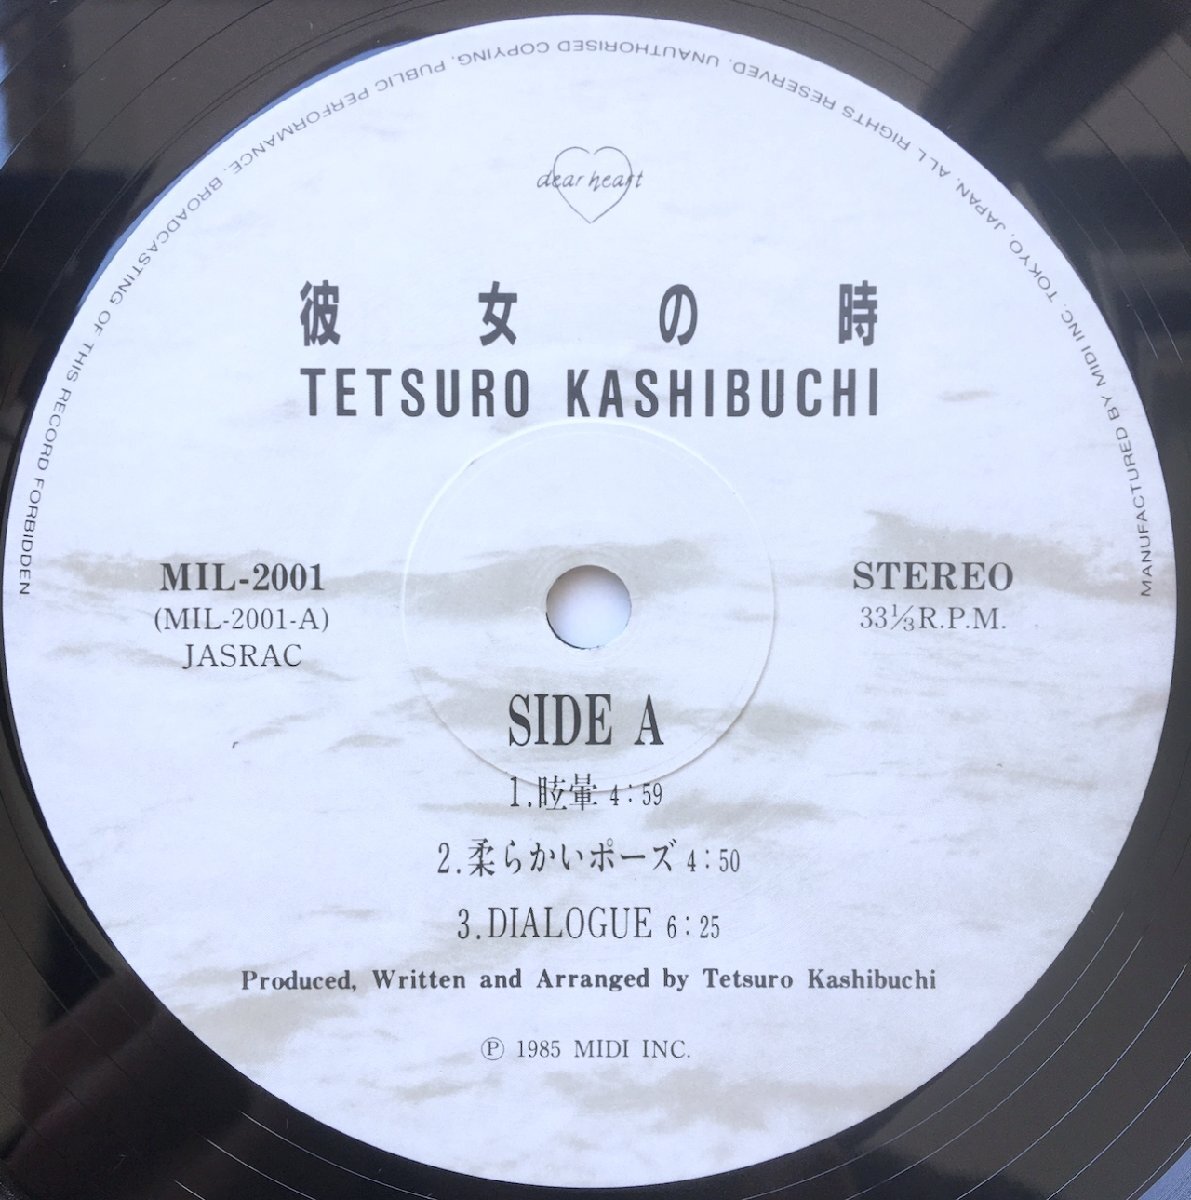 MANUFACTURED BY MIDI INC. TOKYO. JAPAN, ALL RIGHTS RESERVED. UNAUTHORISED COPYING, PUBLIC PERFORMANCE. BROADCASTING OF THIS RECORD FORBIDDEN
dear heart
彼女の時
TETSURO KASHIBUCHI
MIL-2001
(MIL-2001-A)
JASRAC
STEREO
33⅓R.P.M.
SIDE A
1.眩暈 4:59
2.柔らかいポーズ 4:50
3.DIALOGUE 6:25
Produced, Written and Arranged by Tetsuro Kashibuchi
Ⓟ 1985 MIDI INC.